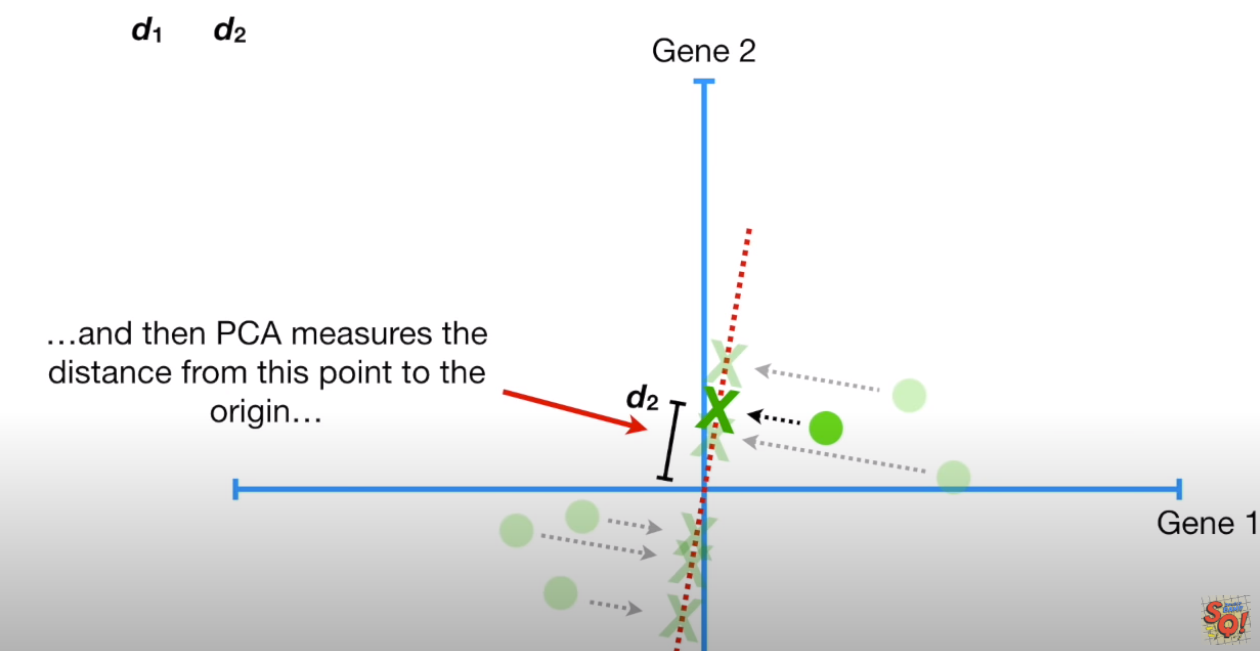 d1 d2
Gene 2
…and then PCA measures the
distance from this point to the
origin…
d2
Gene 1
SQ!